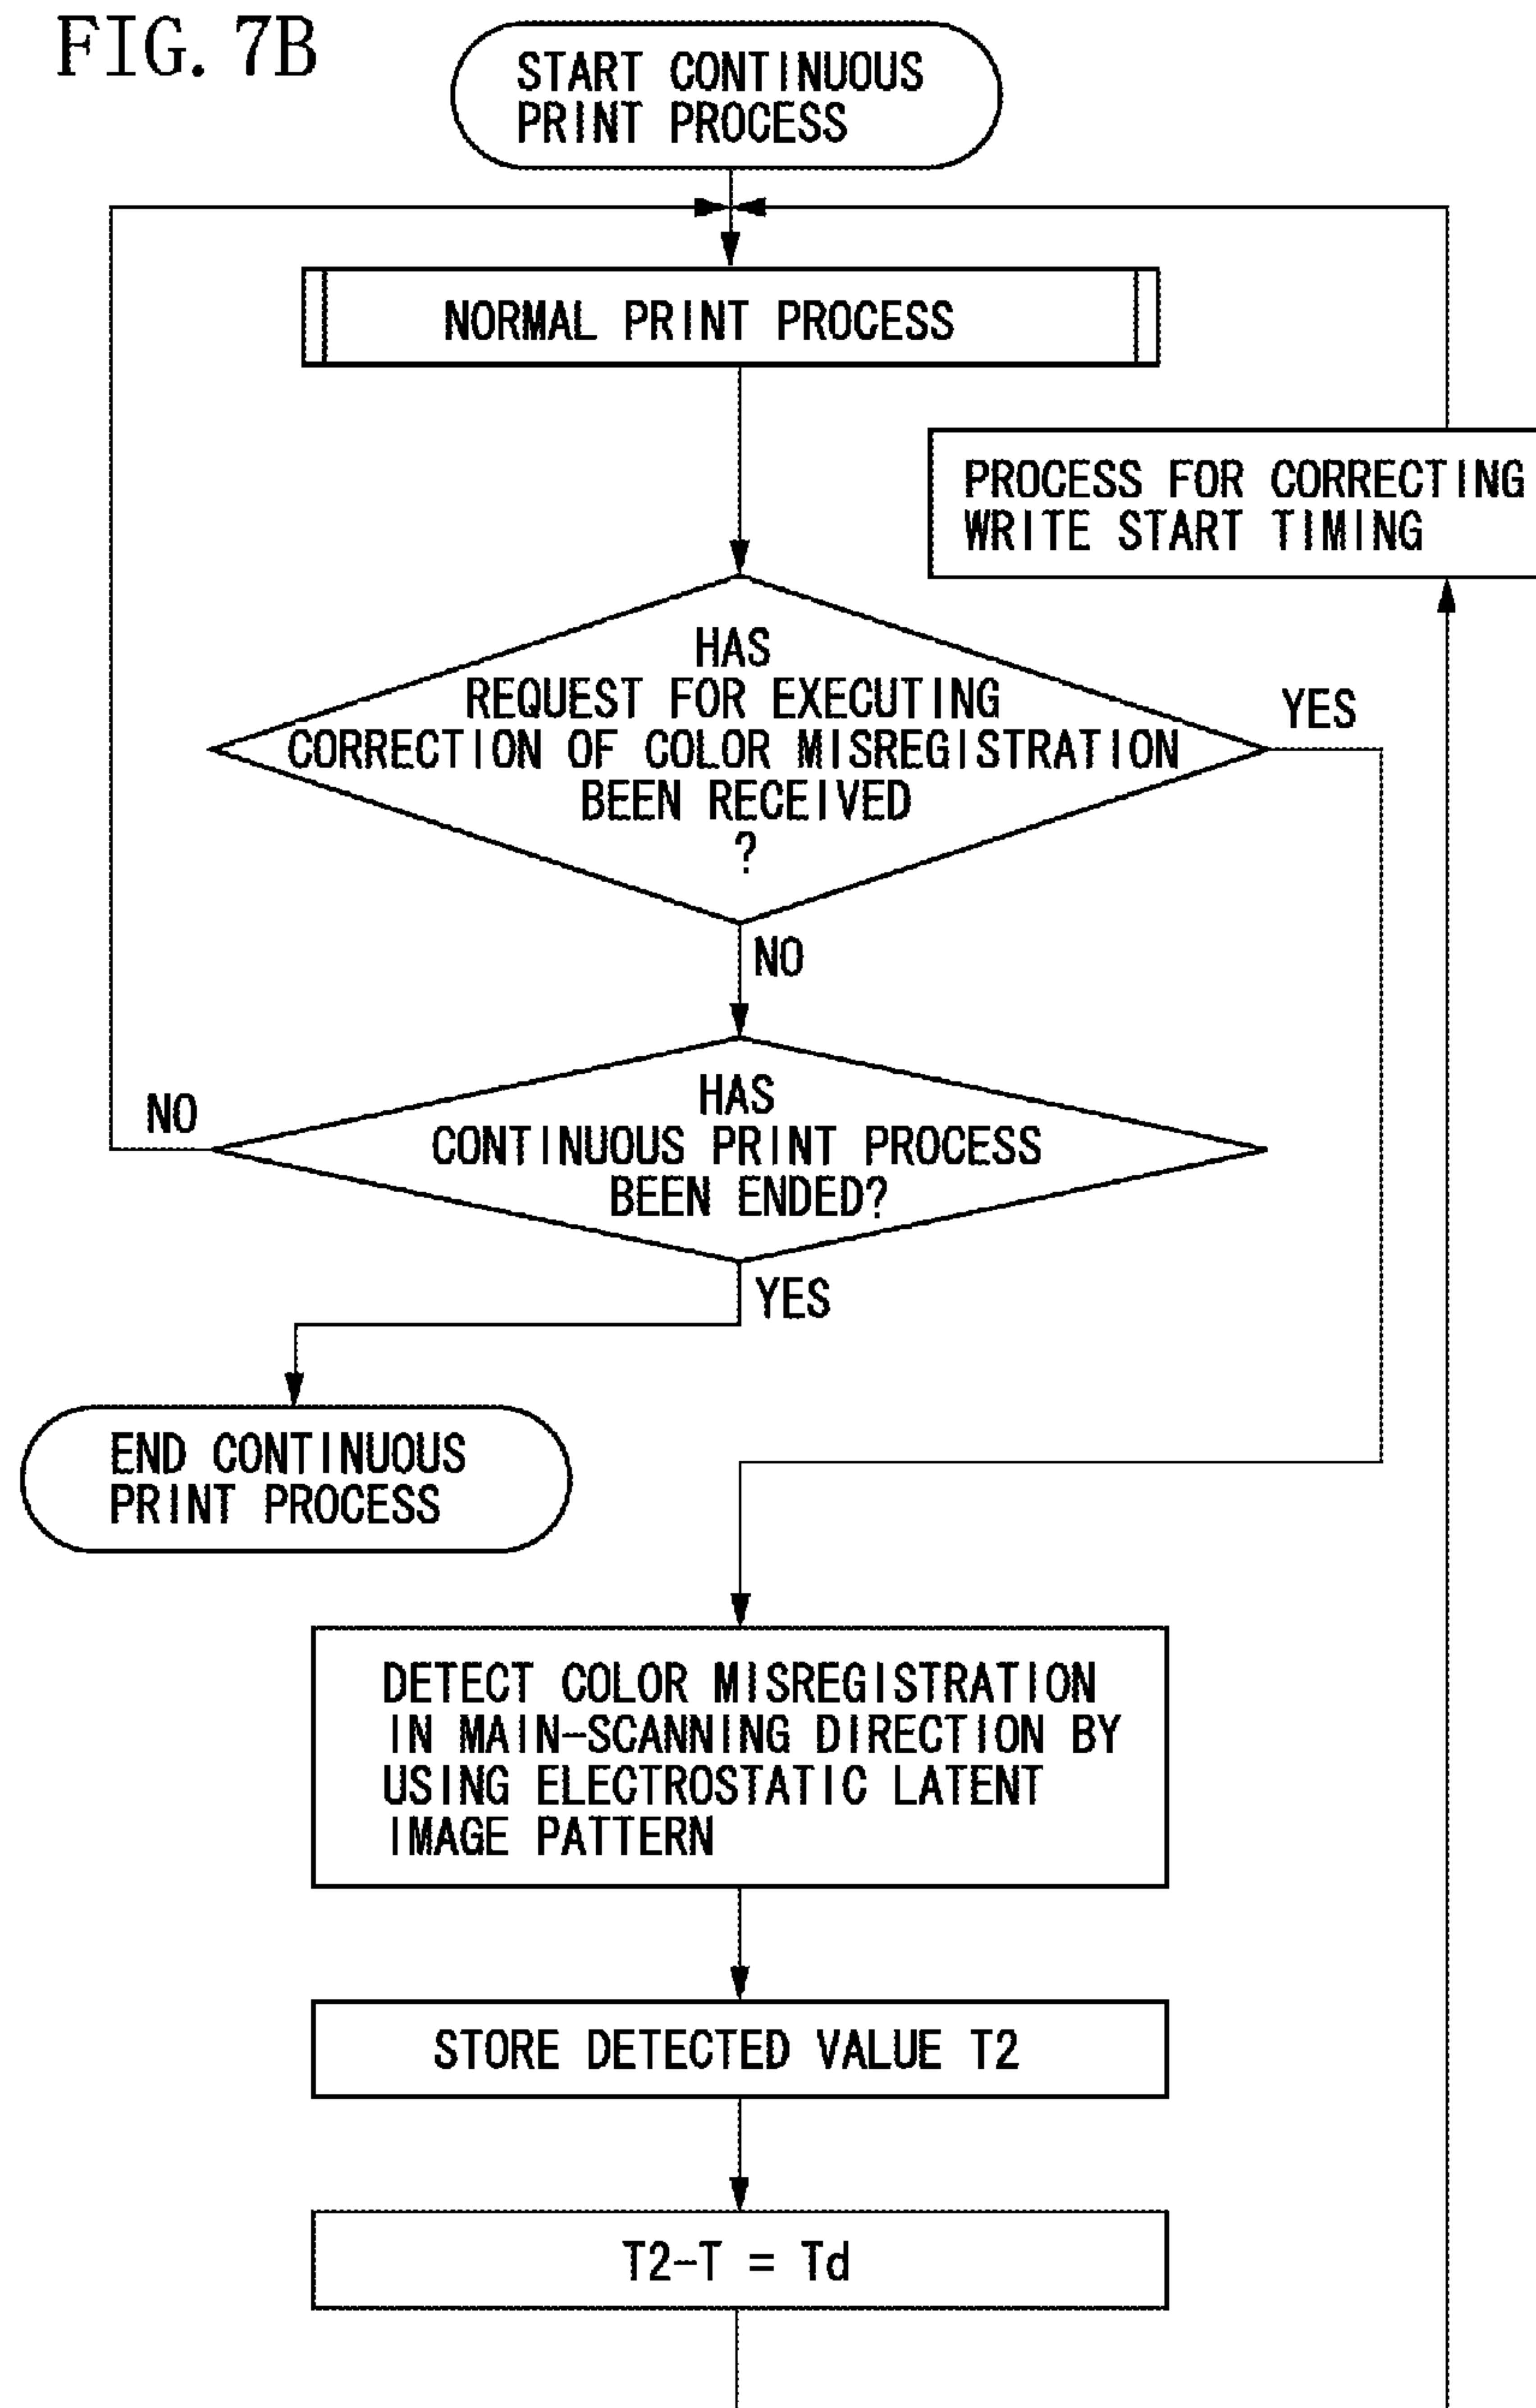 FIG. 7B
START CONTINUOUS
PRINT PROCESS
NORMAL PRINT PROCESS
PROCESS FOR CORRECTING
WRITE START TIMING
HAS
REQUEST FOR EXECUTING
CORRECTION OF COLOR MISREGISTRATION
BEEN RECEIVED
?
YES
NO
HAS
CONTINUOUS PRINT PROCESS
BEEN ENDED?
NO
YES
END CONTINUOUS
PRINT PROCESS
DETECT COLOR MISREGISTRATION
IN MAIN-SCANNING DIRECTION BY
USING ELECTROSTATIC LATENT
IMAGE PATTERN
STORE DETECTED VALUE T2
T2-T = Td